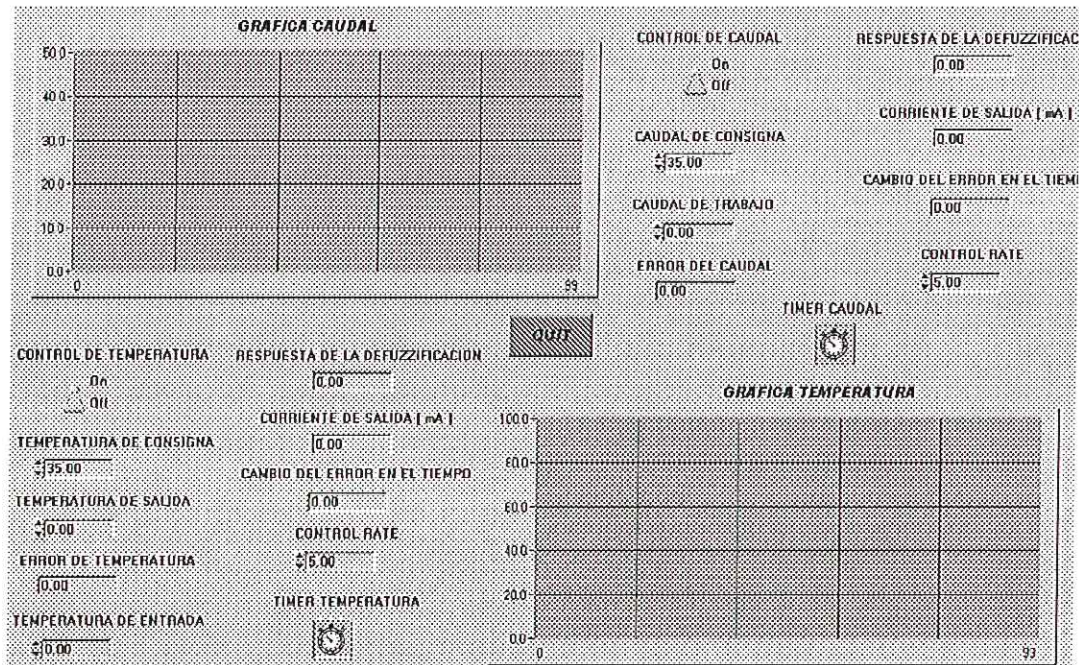 GRAFICA CAUDAL
50.0
40.0
30.0
20.0
10.0
0.0
0
99
CONTROL DE CAUDAL
On
Off
CAUDAL DE CONSIGNA
35.00
CAUDAL DE TRABAJO
0.00
ERROR DEL CAUDAL
0.00
RESPUESTA DE LA DEFUZZIFICAC
0.00
CORRIENTE DE SALIDA [ mA ]
0.00
CAMBIO DEL ERROR EN EL TIEMP
0.00
CONTROL RATE
5.00
TIMER CAUDAL
QUIT
CONTROL DE TEMPERATURA
On
Off
TEMPERATURA DE CONSIGNA
35.00
TEMPERATURA DE SALIDA
0.00
ERROR DE TEMPERATURA
0.00
TEMPERATURA DE ENTRADA
0.00
RESPUESTA DE LA DEFUZZIFICACION
0.00
CORRIENTE DE SALIDA [ mA ]
0.00
CAMBIO DEL ERROR EN EL TIEMPO
0.00
CONTROL RATE
5.00
TIMER TEMPERATURA
GRAFICA TEMPERATURA
100.0
40.0
20.0
0.0
0